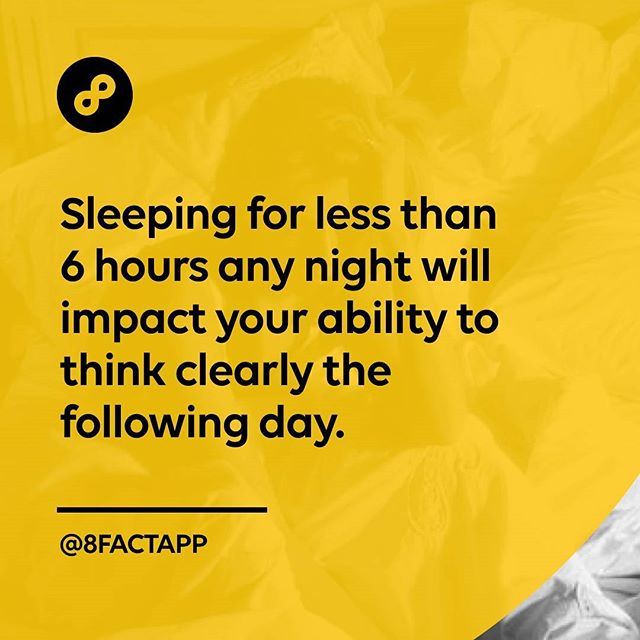 Sleeping for less than
6 hours any night will
impact your ability to
think clearly the
following day.
@8FACTAPP